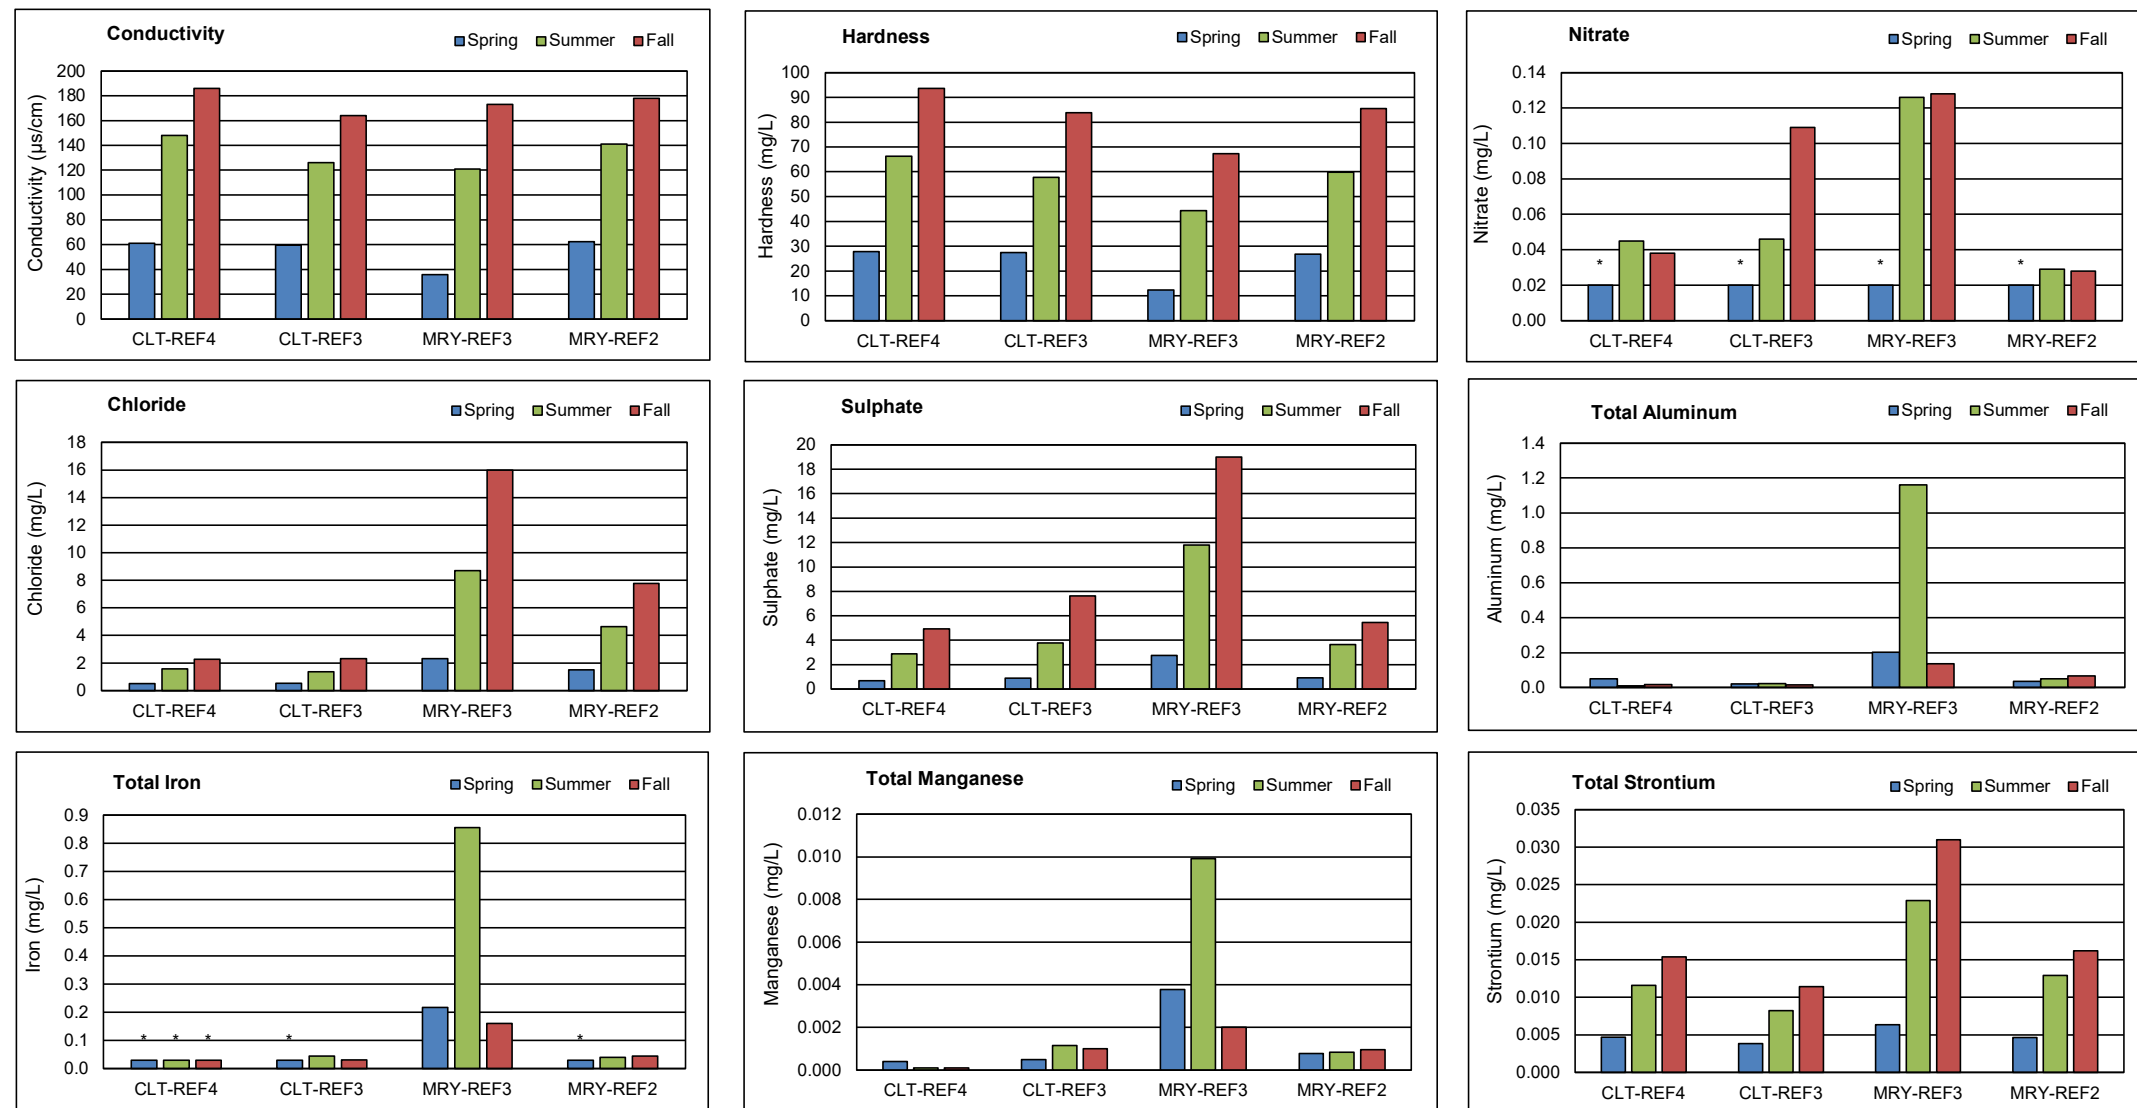 Conductivity
Spring Summer Fall
Conductivity (µs/cm)
200
180
160
140
120
100
80
60
40
20
0
CLT-REF4 CLT-REF3 MRY-REF3 MRY-REF2
Hardness
Spring Summer Fall
Hardness (mg/L)
100
90
80
70
60
50
40
30
20
10
0
CLT-REF4 CLT-REF3 MRY-REF3 MRY-REF2
Nitrate
Spring Summer Fall
Nitrate (mg/L)
0.14
0.12
0.10
0.08
0.06
0.04
0.02
0.00
* * * *
CLT-REF4 CLT-REF3 MRY-REF3 MRY-REF2
Chloride
Spring Summer Fall
Chloride (mg/L)
18
16
14
12
10
8
6
4
2
0
CLT-REF4 CLT-REF3 MRY-REF3 MRY-REF2
Sulphate
Spring Summer Fall
Sulphate (mg/L)
20
18
16
14
12
10
8
6
4
2
0
CLT-REF4 CLT-REF3 MRY-REF3 MRY-REF2
Total Aluminum
Spring Summer Fall
Aluminum (mg/L)
1.4
1.2
1.0
0.8
0.6
0.4
0.2
0.0
CLT-REF4 CLT-REF3 MRY-REF3 MRY-REF2
Total Iron
Spring Summer Fall
Iron (mg/L)
0.9
0.8
0.7
0.6
0.5
0.4
0.3
0.2
0.1
0.0
* * * * *
CLT-REF4 CLT-REF3 MRY-REF3 MRY-REF2
Total Manganese
Spring Summer Fall
Manganese (mg/L)
0.012
0.010
0.008
0.006
0.004
0.002
0.000
CLT-REF4 CLT-REF3 MRY-REF3 MRY-REF2
Total Strontium
Spring Summer Fall
Strontium (mg/L)
0.035
0.030
0.025
0.020
0.015
0.010
0.005
0.000
CLT-REF4 CLT-REF3 MRY-REF3 MRY-REF2